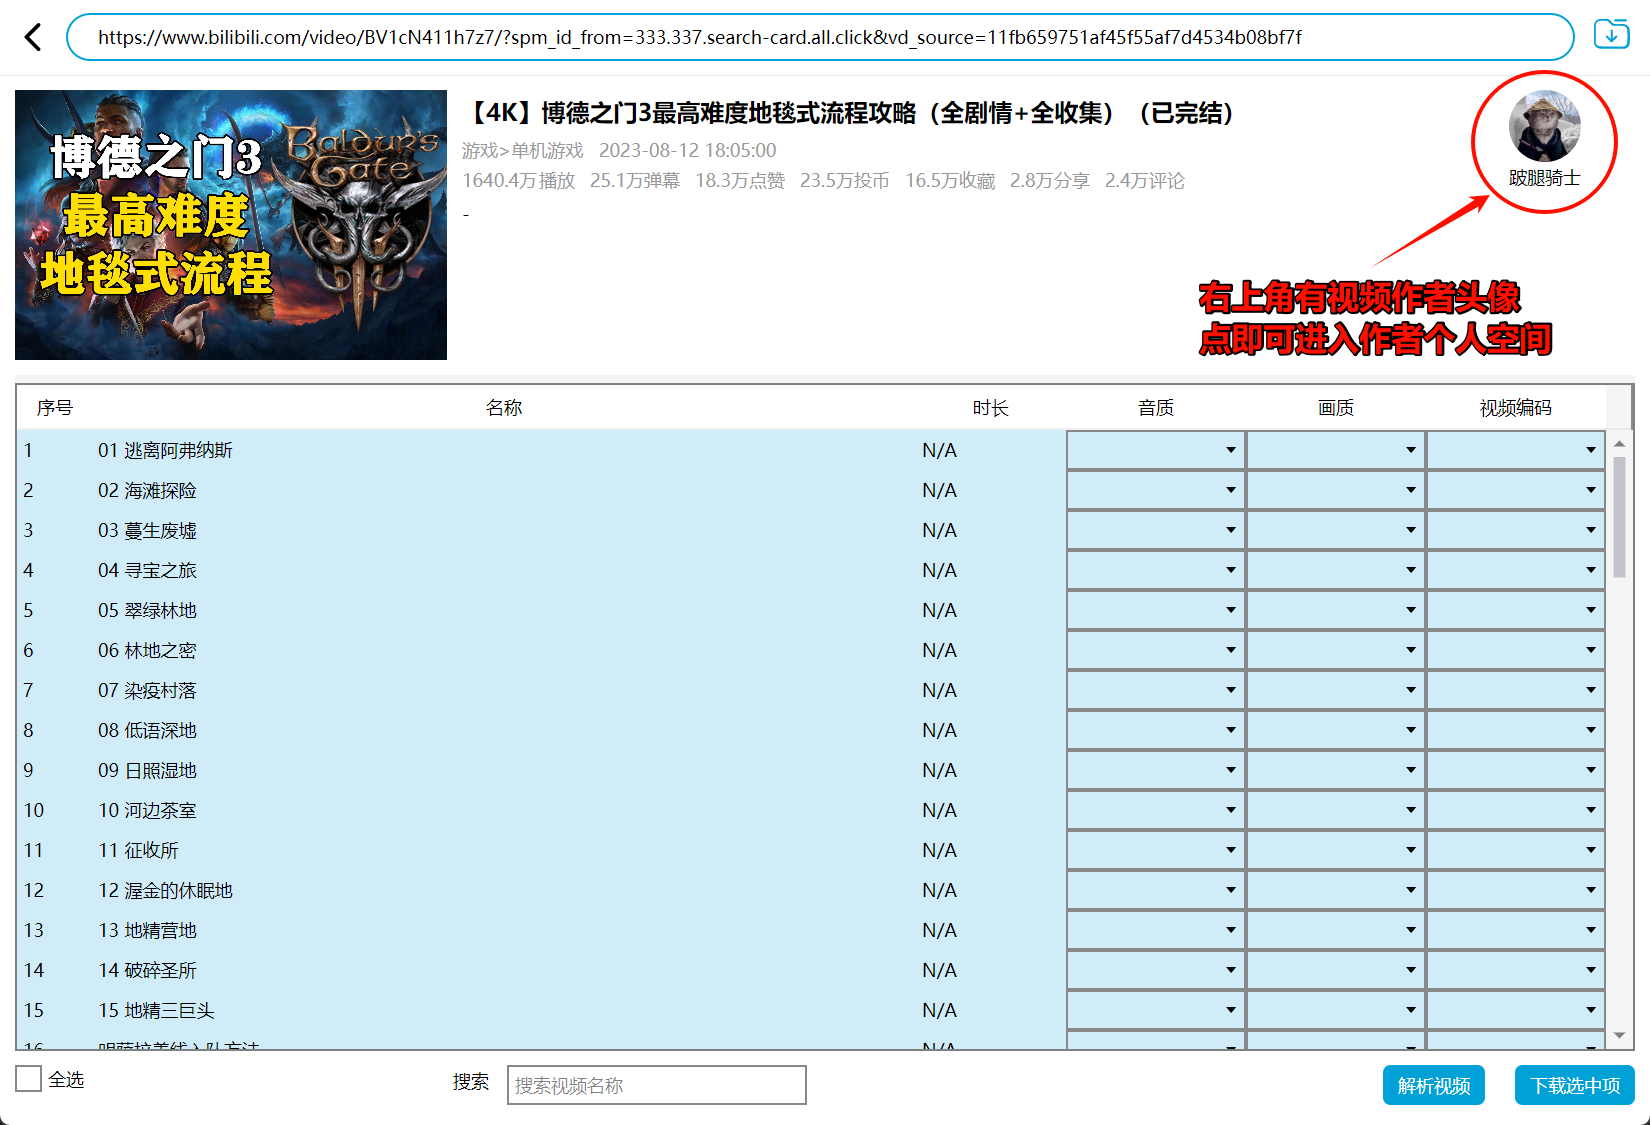 https://www.bilibili.com/video/BV1cN411h7z7/?spm_id_from=333.337.search-card.all.click&vd_source=11fb659751af45f55af7d4534b08bf7f
博德之门3
最高难度
地毯式流程
Baldur's
Gate
【4K】博德之门3最高难度地毯式流程攻略（全剧情+全收集）（已完结）
游戏>单机游戏 2023-08-12 18:05:00
1640.4万播放 25.1万弹幕 18.3万点赞 23.5万投币 16.5万收藏 2.8万分享 2.4万评论
-
跛腿骑士
右上角有视频作者头像
点即可进入作者个人空间
序号 名称 时长 音质 画质 视频编码
1 01 逃离阿弗纳斯 N/A
2 02 海滩探险 N/A
3 03 蔓生废墟 N/A
4 04 寻宝之旅 N/A
5 05 翠绿林地 N/A
6 06 林地之密 N/A
7 07 染疫村落 N/A
8 08 低语深地 N/A
9 09 日照湿地 N/A
10 10 河边茶室 N/A
11 11 征收所 N/A
12 12 渥金的休眠地 N/A
13 13 地精营地 N/A
14 14 破碎圣所 N/A
15 15 地精三巨头 N/A
16 N/A
全选 搜索 搜索视频名称 解析视频 下载选中项